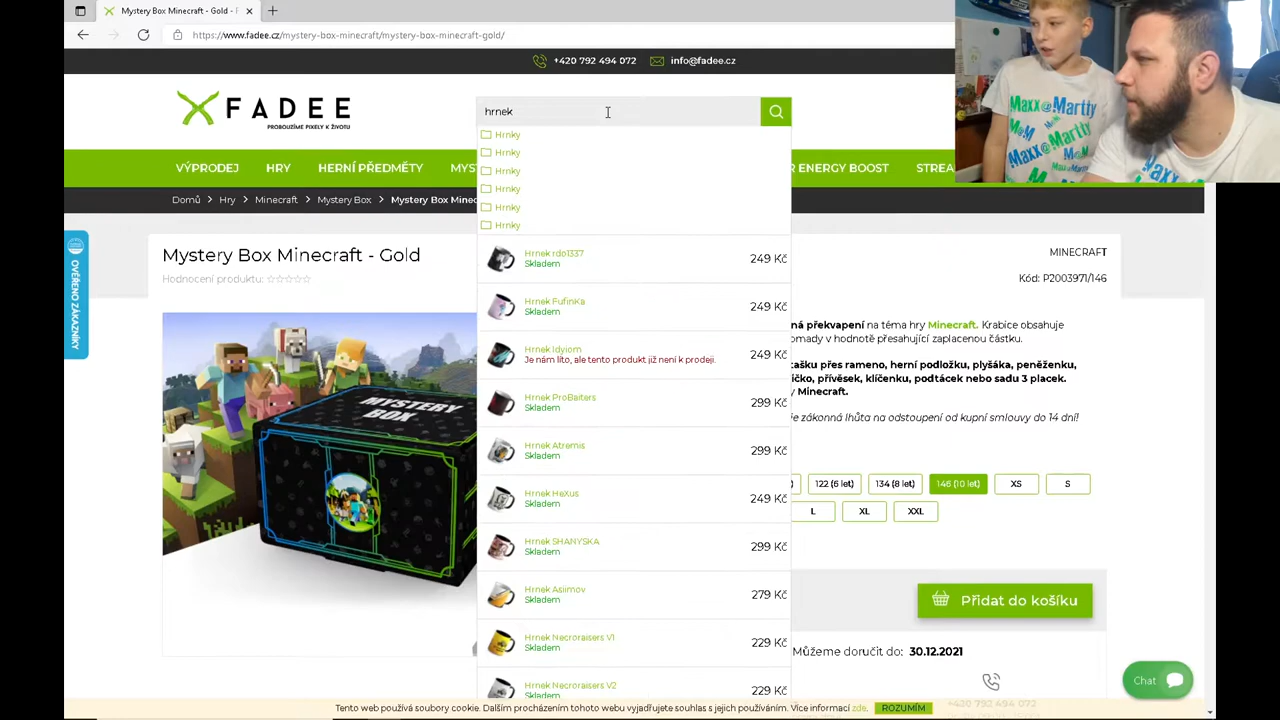 Mystery Box Minecraft - Gold -
https://www.fadee.cz/mystery-box-minecraft/mystery-box-minecraft-gold/
+420 792 494 072 info@fadee.cz
FADEE
PROBOUZÍME PIXELY K ŽIVOTU
hrnek
Hrnky
Hrnky
Hrnky
Hrnky
Hrnky
Hrnky
VÝPRODEJ HRY HERNÍ PŘEDMĚTY ENERGY BOOST
Domů Hry Minecraft Mystery Box
Mystery Box Minecraft - Gold
Hodnocení produktu:
OVĚŘENO ZÁKAZNÍKY
MYSTERY BOX
Hrnek rdo1337 249 Kč
Skladem
Hrnek FufinKa 249 Kč
Skladem
Hrnek Idyiom 249 Kč
Je nám líto, ale tento produkt již není k prodeji.
Hrnek ProBaiters 299 Kč
Skladem
Hrnek Atremis 299 Kč
Skladem
Hrnek HeXus 249 Kč
Skladem
Hrnek SHANYSKA 299 Kč
Skladem
Hrnek Asiimov 279 Kč
Skladem
Hrnek Necroraisers V1 229 Kč
Skladem
Hrnek Necroraisers V2 229 Kč
Skladem
MINECRAFT
Kód: P2003971/146
překvapení na téma hry Minecraft. Krabice obsahuje
v hodnotě přesahující zaplacenou částku.
přes rameno, herní podložku, plyšáka, peněženku,
přívěsek, klíčenku, podtácek nebo sadu 3 placek.
Minecraft.
je zákonná lhůta na odstoupení od kupní smlouvy do 14 dní!
122 (6 let) 134 (8 let) 146 (10 let) XS S
L XL XXL
Přidat do košíku
Můžeme doručit do: 30.12.2021
+420 792 494 072
Chat
Tento web používá soubory cookie. Dalším procházením tohoto webu vyjadřujete souhlas s jejich používáním. Více informací zde. ROZUMÍM
Maxx@Martty
M@M
Maxx@Martty
M@M